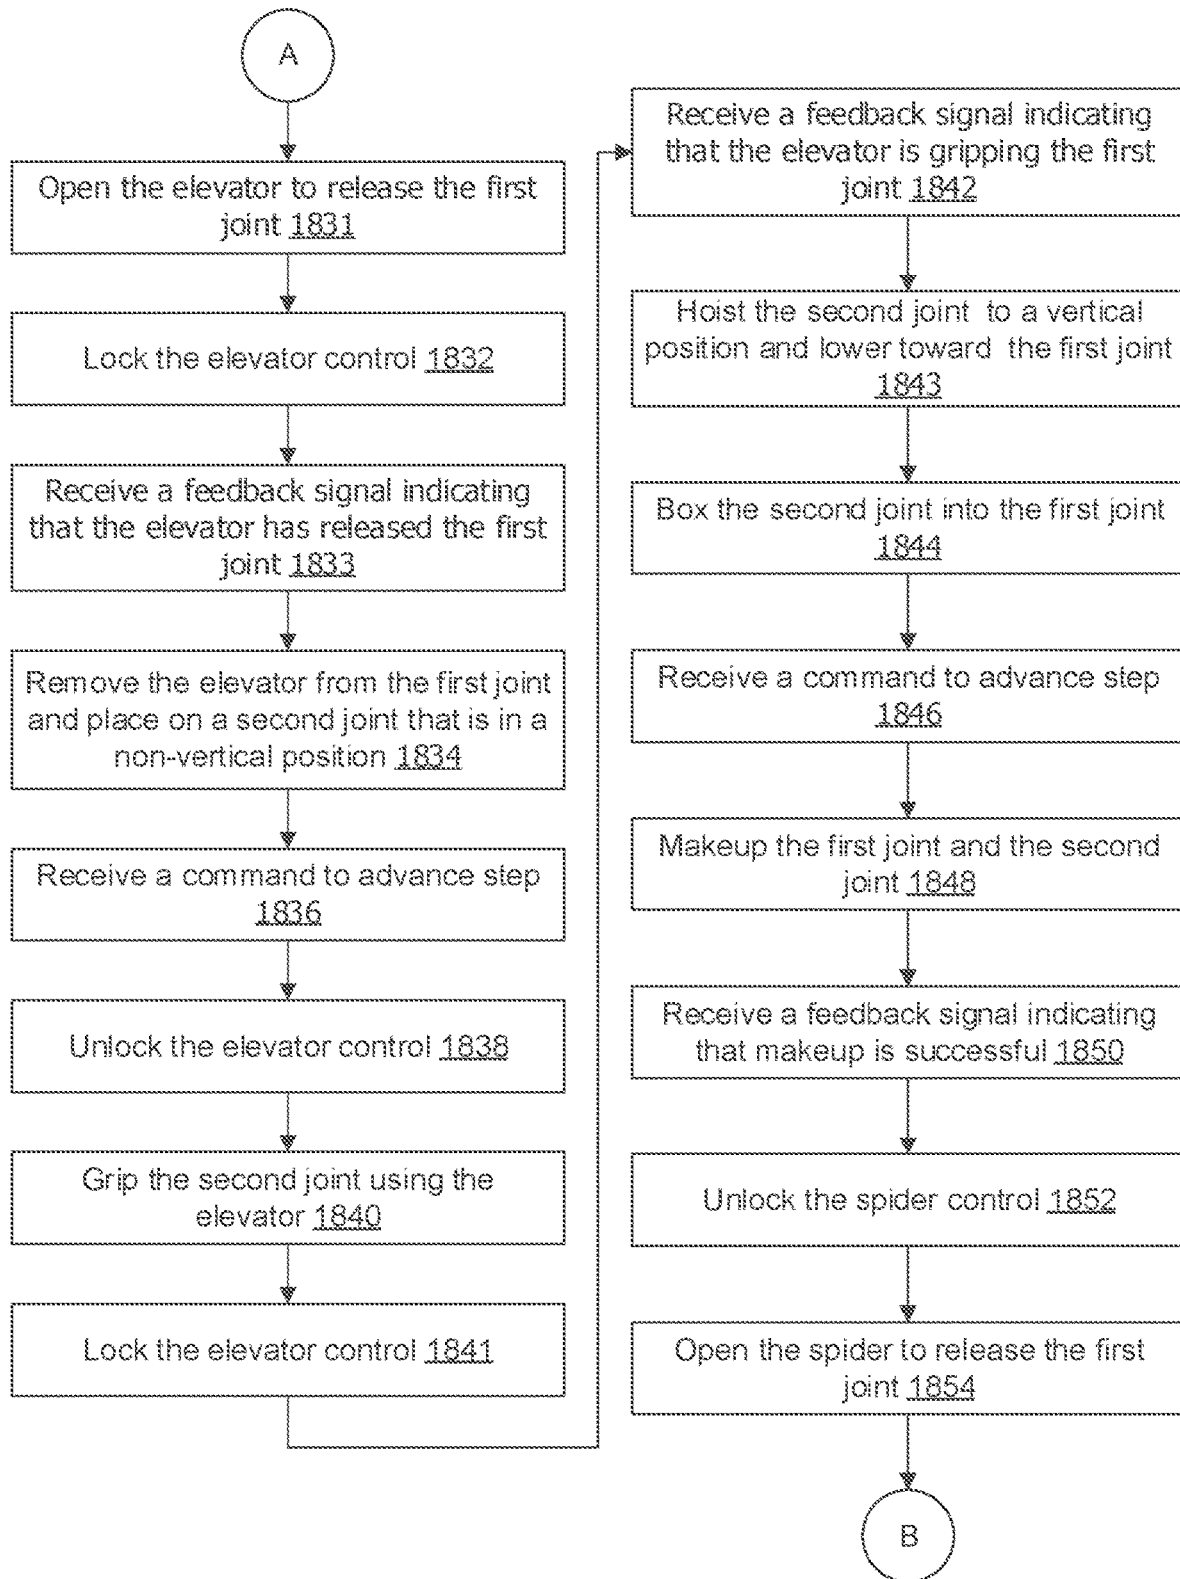 A
Open the elevator to release the first
joint 1831
Lock the elevator control 1832
Receive a feedback signal indicating
that the elevator has released the first
joint 1833
Remove the elevator from the first joint
and place on a second joint that is in a
non-vertical position 1834
Receive a command to advance step
1836
Unlock the elevator control 1838
Grip the second joint using the
elevator 1840
Lock the elevator control 1841
Receive a feedback signal indicating
that the elevator is gripping the first
joint 1842
Hoist the second joint to a vertical
position and lower toward the first joint
1843
Box the second joint into the first joint
1844
Receive a command to advance step
1846
Makeup the first joint and the second
joint 1848
Receive a feedback signal indicating
that makeup is successful 1850
Unlock the spider control 1852
Open the spider to release the first
joint 1854
B